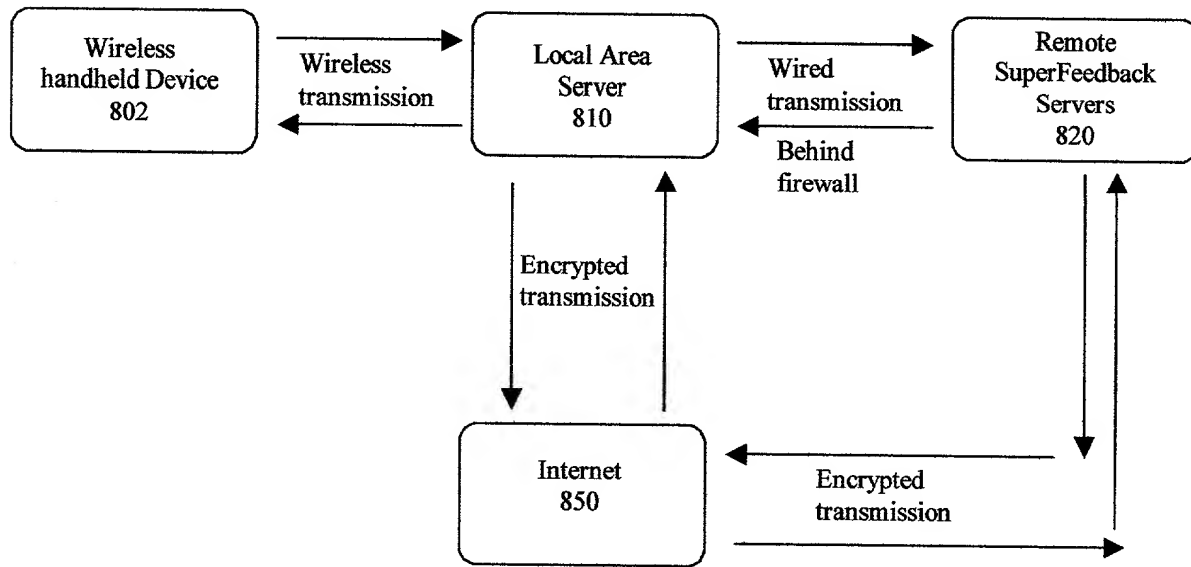 Wireless
handheld Device
802
Wireless
transmission
Local Area
Server
810
Wired
transmission
Behind
firewall
Remote
SuperFeedback
Servers
820
Encrypted
transmission
Internet
850
Encrypted
transmission